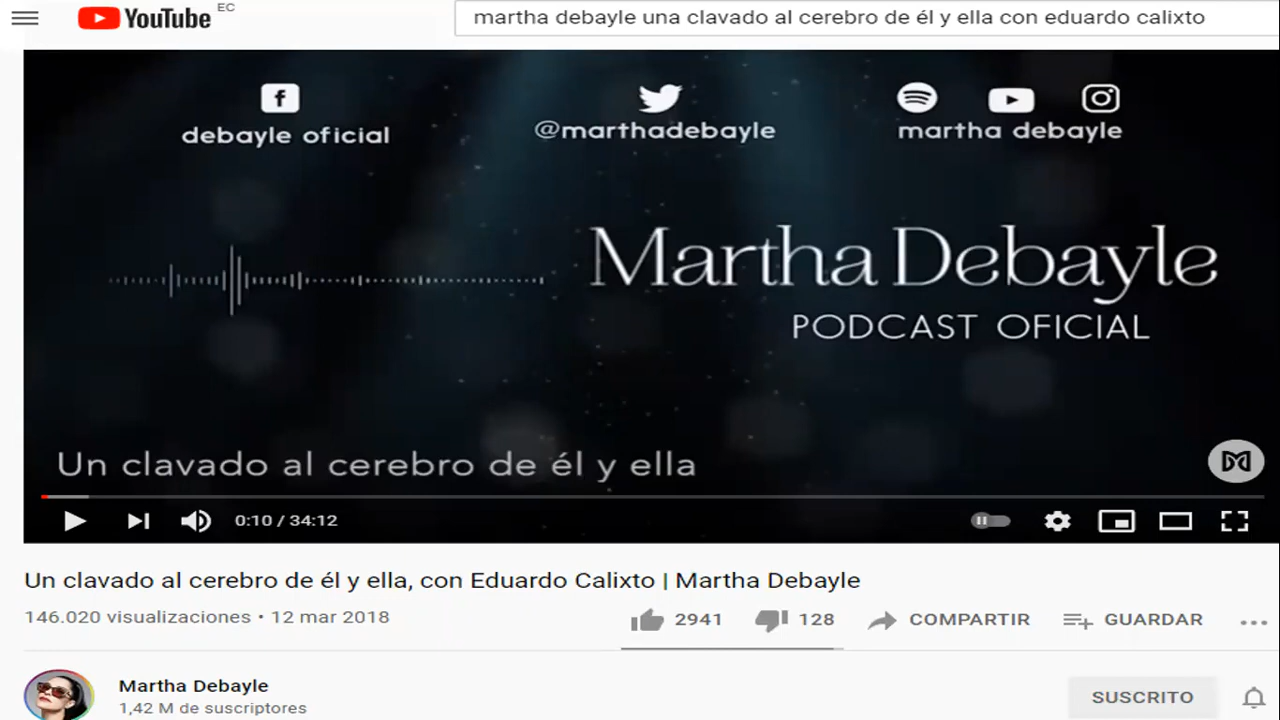 YouTube EC
martha debayle una clavado al cerebro de él y ella con eduardo calixto
debayle oficial
@marthadebayle
martha debayle
Martha Debayle
PODCAST OFICIAL
Un clavado al cerebro de él y ella
0:10 / 34:12
Un clavado al cerebro de él y ella, con Eduardo Calixto | Martha Debayle
146.020 visualizaciones • 12 mar 2018
2941
128
COMPARTIR
GUARDAR
Martha Debayle
1,42 M de suscriptores
SUSCRITO